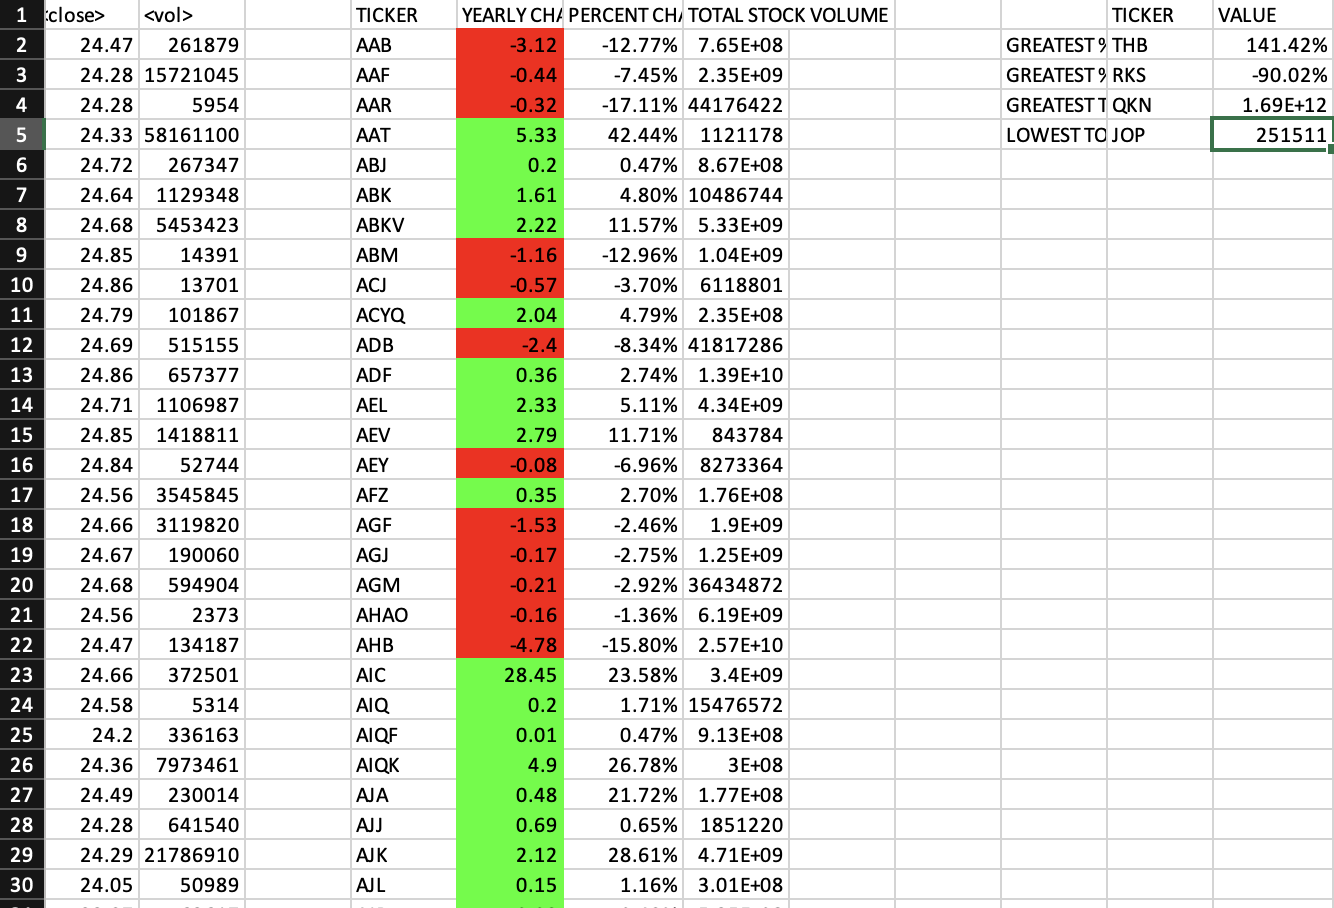 1 <close> <vol> TICKER YEARLY CHA PERCENT CHA TOTAL STOCK VOLUME TICKER VALUE
2 24.47 261879 AAB -3.12 -12.77% 7.65E+08 GREATEST % THB 141.42%
3 24.28 15721045 AAF -0.44 -7.45% 2.35E+09 GREATEST % RKS -90.02%
4 24.28 5954 AAR -0.32 -17.11% 44176422 GREATEST T QKN 1.69E+12
5 24.33 58161100 AAT 5.33 42.44% 1121178 LOWEST TO JOP 251511
6 24.72 267347 ABJ 0.2 0.47% 8.67E+08
7 24.64 1129348 ABK 1.61 4.80% 10486744
8 24.68 5453423 ABKV 2.22 11.57% 5.33E+09
9 24.85 14391 ABM -1.16 -12.96% 1.04E+09
10 24.86 13701 ACJ -0.57 -3.70% 6118801
11 24.79 101867 ACYQ 2.04 4.79% 2.35E+08
12 24.69 515155 ADB -2.4 -8.34% 41817286
13 24.86 657377 ADF 0.36 2.74% 1.39E+10
14 24.71 1106987 AEL 2.33 5.11% 4.34E+09
15 24.85 1418811 AEV 2.79 11.71% 843784
16 24.84 52744 AEY -0.08 -6.96% 8273364
17 24.56 3545845 AFZ 0.35 2.70% 1.76E+08
18 24.66 3119820 AGF -1.53 -2.46% 1.9E+09
19 24.67 190060 AGJ -0.17 -2.75% 1.25E+09
20 24.68 594904 AGM -0.21 -2.92% 36434872
21 24.56 2373 AHAO -0.16 -1.36% 6.19E+09
22 24.47 134187 AHB -4.78 -15.80% 2.57E+10
23 24.66 372501 AIC 28.45 23.58% 3.4E+09
24 24.58 5314 AIQ 0.2 1.71% 15476572
25 24.2 336163 AIQF 0.01 0.47% 9.13E+08
26 24.36 7973461 AIQK 4.9 26.78% 3E+08
27 24.49 230014 AJA 0.48 21.72% 1.77E+08
28 24.28 641540 AJJ 0.69 0.65% 1851220
29 24.29 21786910 AJK 2.12 28.61% 4.71E+09
30 24.05 50989 AJL 0.15 1.16% 3.01E+08